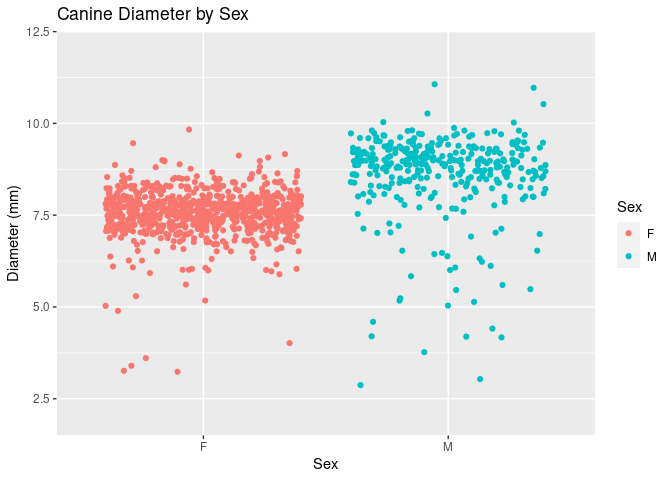 Canine Diameter by Sex
12.5
10.0
7.5
5.0
2.5
Diameter (mm)
F
M
Sex
Sex
F
M